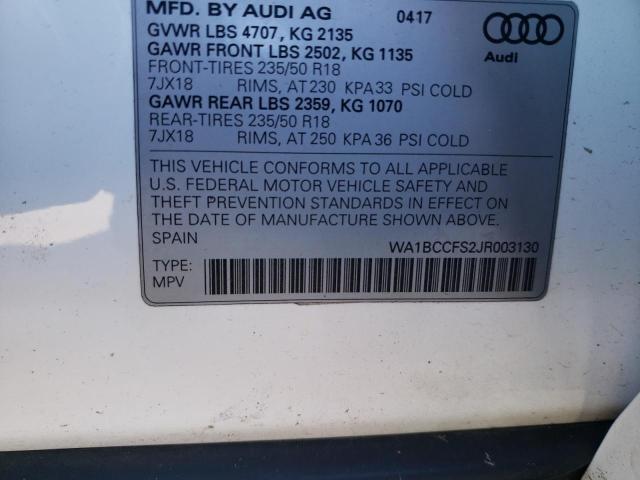 MFD. BY AUDI AG 0417
GVWR LBS 4707, KG 2135
GAWR FRONT LBS 2502, KG 1135
FRONT-TIRES 235/50 R18
7JX18 RIMS, AT 230 KPA 33 PSI COLD
GAWR REAR LBS 2359, KG 1070
REAR-TIRES 235/50 R18
7JX18 RIMS, AT 250 KPA 36 PSI COLD
Audi
THIS VEHICLE CONFORMS TO ALL APPLICABLE
U.S. FEDERAL MOTOR VEHICLE SAFETY AND
THEFT PREVENTION STANDARDS IN EFFECT ON
THE DATE OF MANUFACTURE SHOWN ABOVE.
SPAIN WA1BCCFS2JR003130
TYPE:
MPV